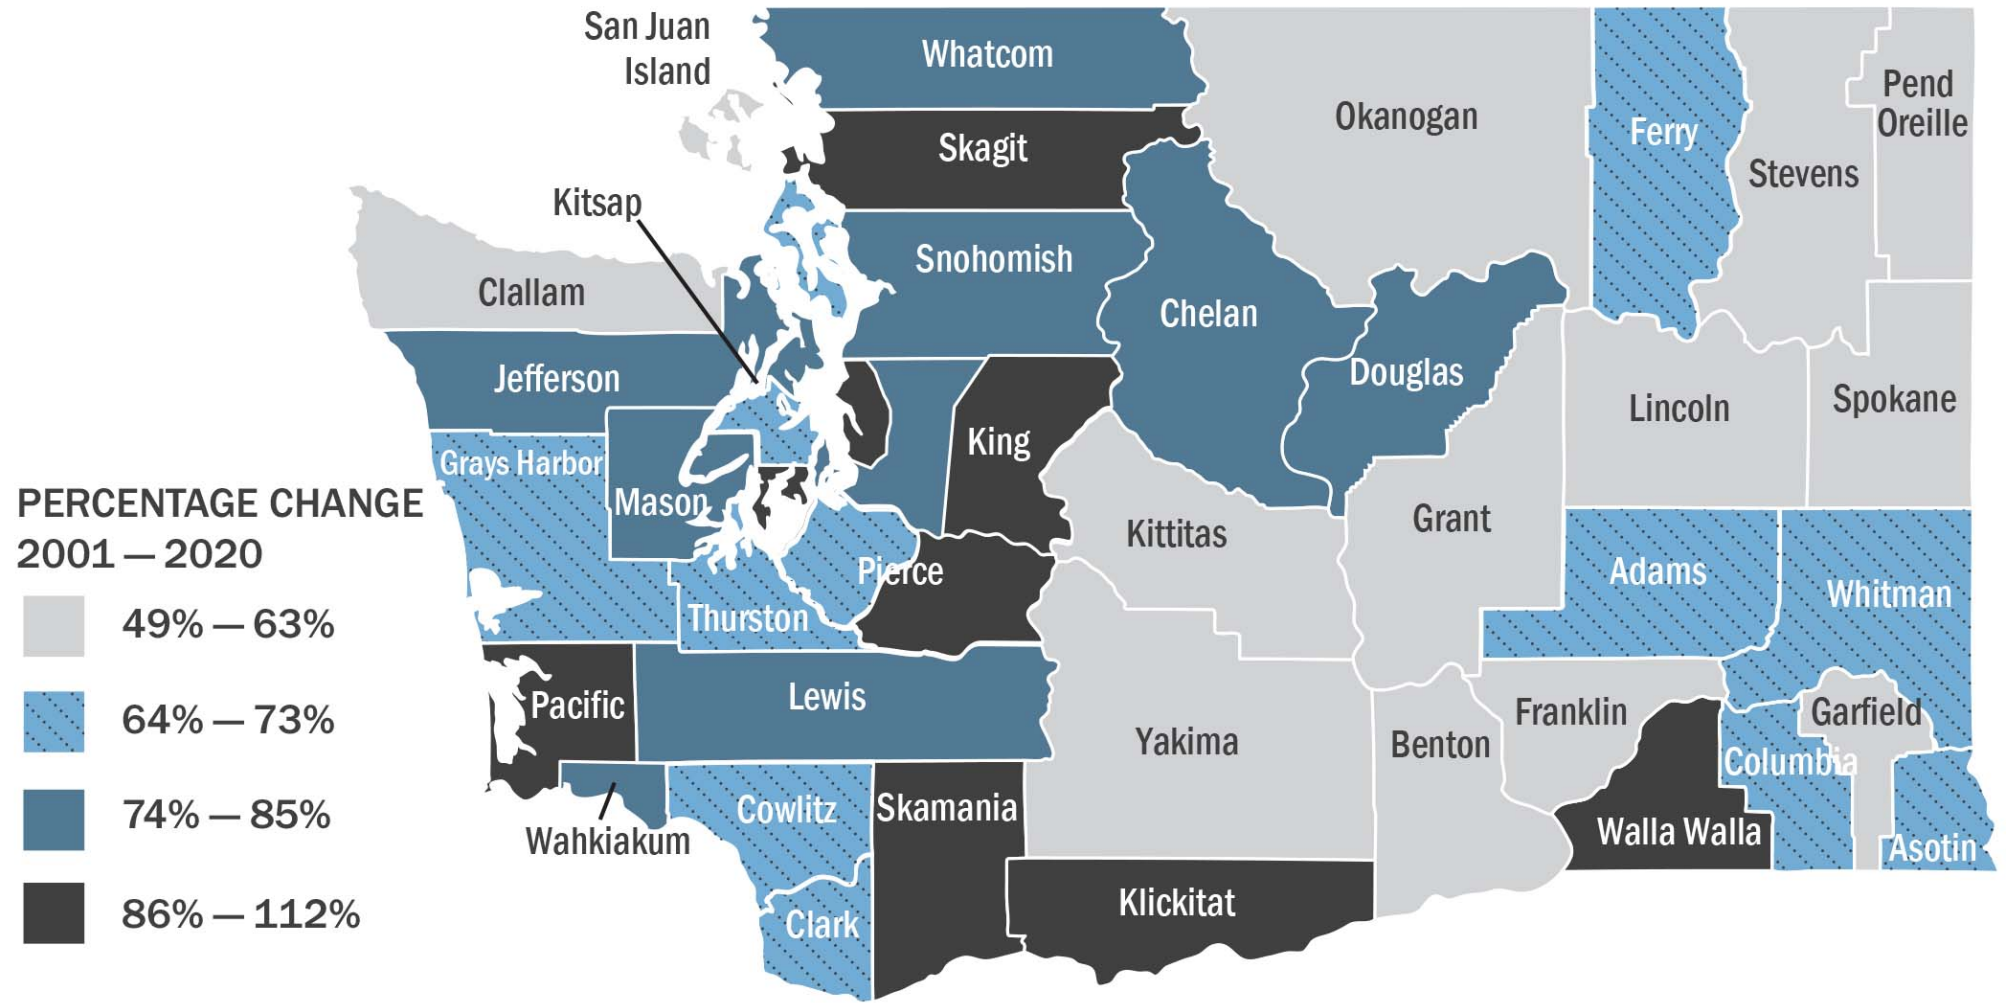 San Juan
Island
Whatcom
Okanogan
Ferry
Pend
Oreille
Stevens
Skagit
Kitsap
Snohomish
Clallam
Chelan
Jefferson
Douglas
Lincoln
Spokane
King
Grays Harbor
Mason
Kittitas
Grant
PERCENTAGE CHANGE
2001 — 2020
49% — 63%
64% — 73%
74% — 85%
86% — 112%
Pierce
Adams
Whitman
Thurston
Pacific
Lewis
Yakima
Benton
Franklin
Garfield
Columbia
Wahkiakum
Cowlitz
Skamania
Walla Walla
Asotin
Clark
Klickitat